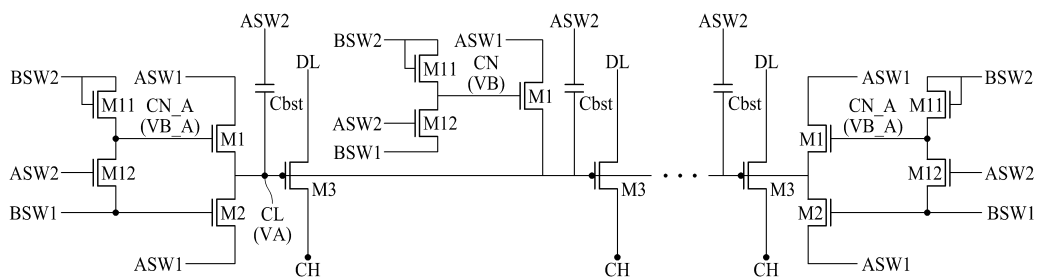 ASW2
ASW2
ASW2
BSW2
ASW1
CN
(VB)
DL
DL
DL
M11
M1
Cbst
Cbst
Cbst
ASW2
M12
BSW1
BSW2
ASW1
M11
CN_A
(VB_A)
M1
ASW2
M12
BSW1
M2
CL
(VA)
M3
M3
M3
ASW1
CH
CH
CH
ASW1
BSW2
CN_A
(VB_A)
M11
M1
M12
ASW2
M2
BSW1
ASW1